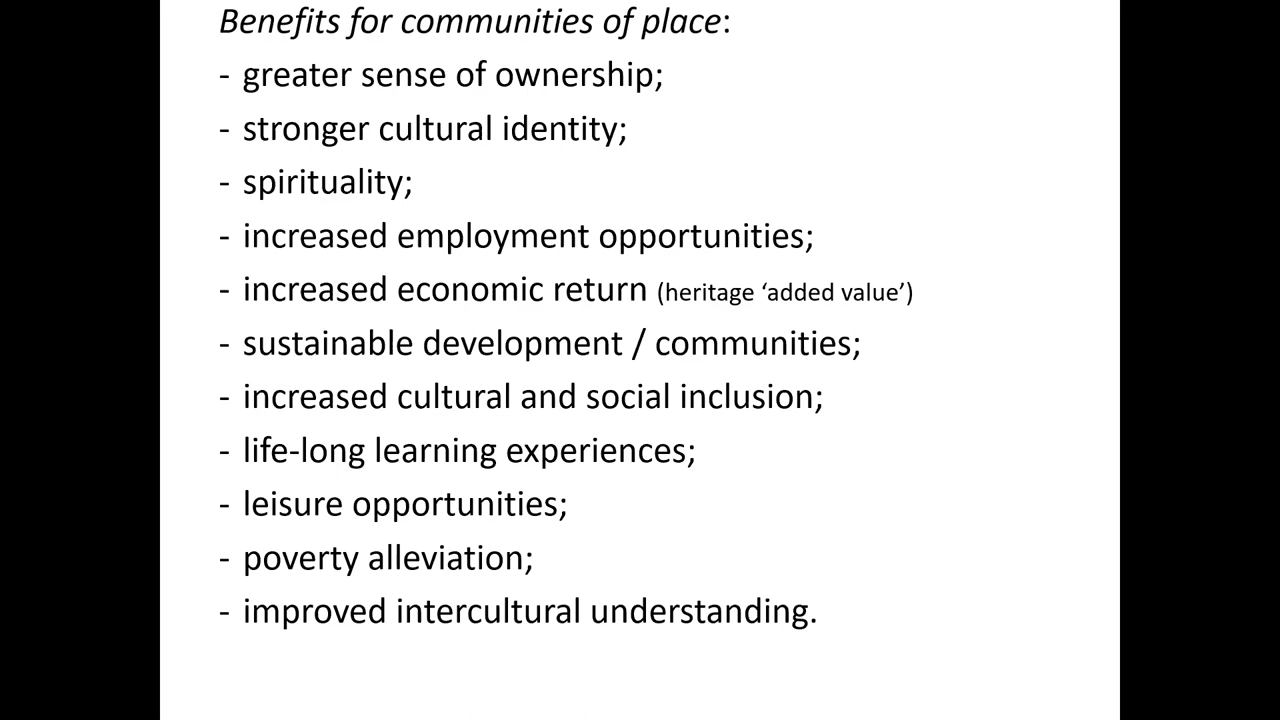 Benefits for communities of place:
- greater sense of ownership;
- stronger cultural identity;
- spirituality;
- increased employment opportunities;
- increased economic return (heritage ‘added value’)
- sustainable development / communities;
- increased cultural and social inclusion;
- life-long learning experiences;
- leisure opportunities;
- poverty alleviation;
- improved intercultural understanding.